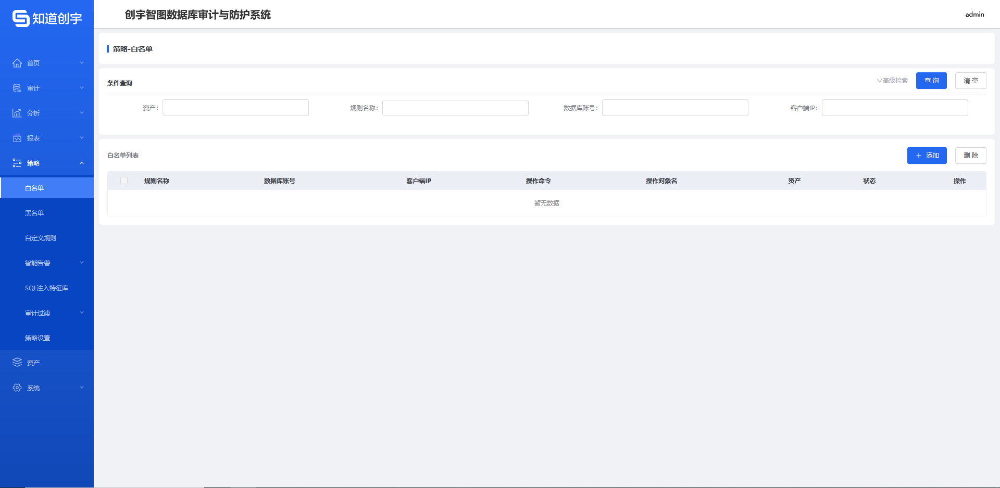 知道创宇
创宇智图数据库审计与防护系统
admin
首页
审计
分析
报表
策略
白名单
黑名单
自定义规则
智能告警
SQL注入特征库
审计过滤
策略设置
资产
系统
策略-白名单
条件查询
高级检索
查询
清空
资产：
规则名称：
数据库账号：
客户端IP：
白名单列表
添加
删除
规则名称 数据库账号 客户端IP 操作命令 操作对象名 资产 状态 操作
暂无数据